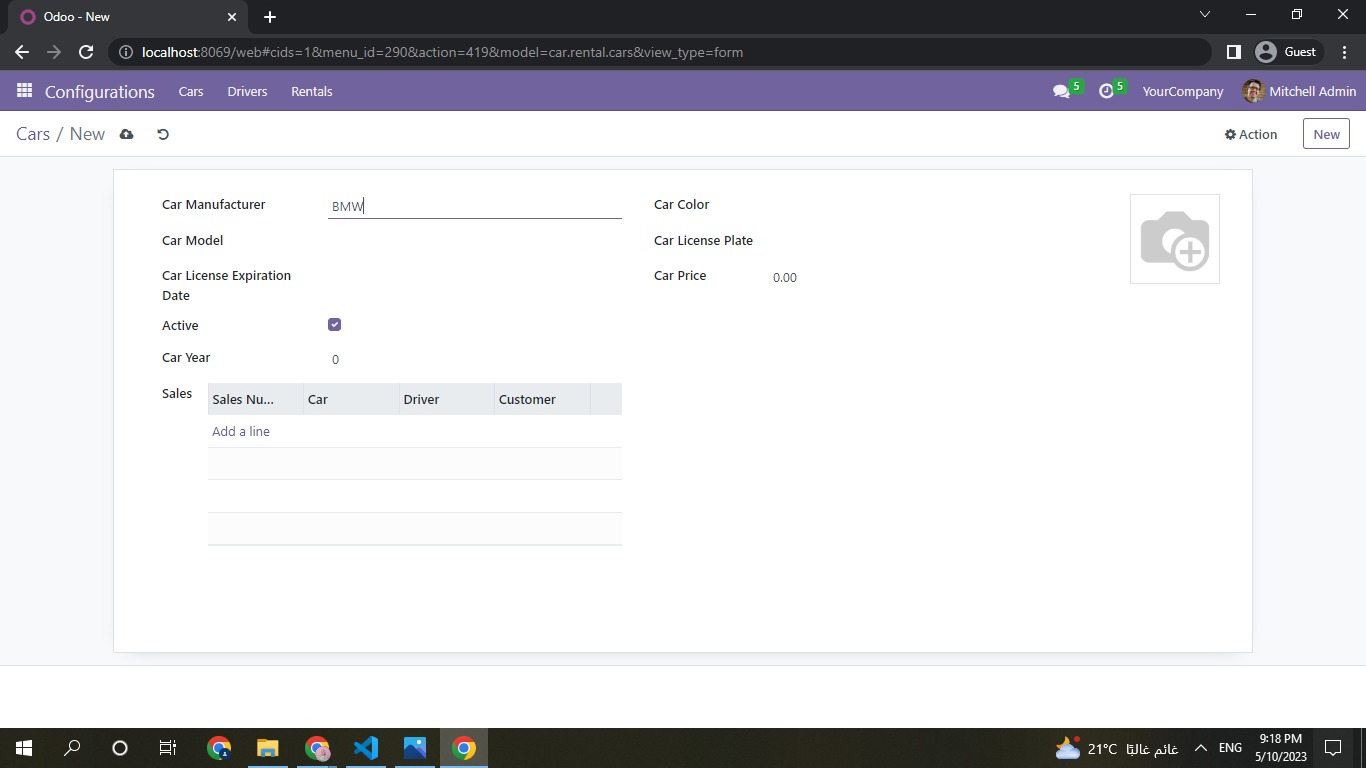 Odoo - New
localhost:8069/web#cids=1&menu_id=290&action=419&model=car.rental.cars&view_type=form
Guest
Configurations Cars Drivers Rentals 5 5 YourCompany Mitchell Admin
Cars / New Action New
Car Manufacturer BMW Car Color
Car Model Car License Plate
Car License Expiration Date Car Price 0.00
Active
Car Year 0
Sales Sales Nu... Car Driver Customer
Add a line
21°C غائم غالبًا ENG 9:18 PM
5/10/2023